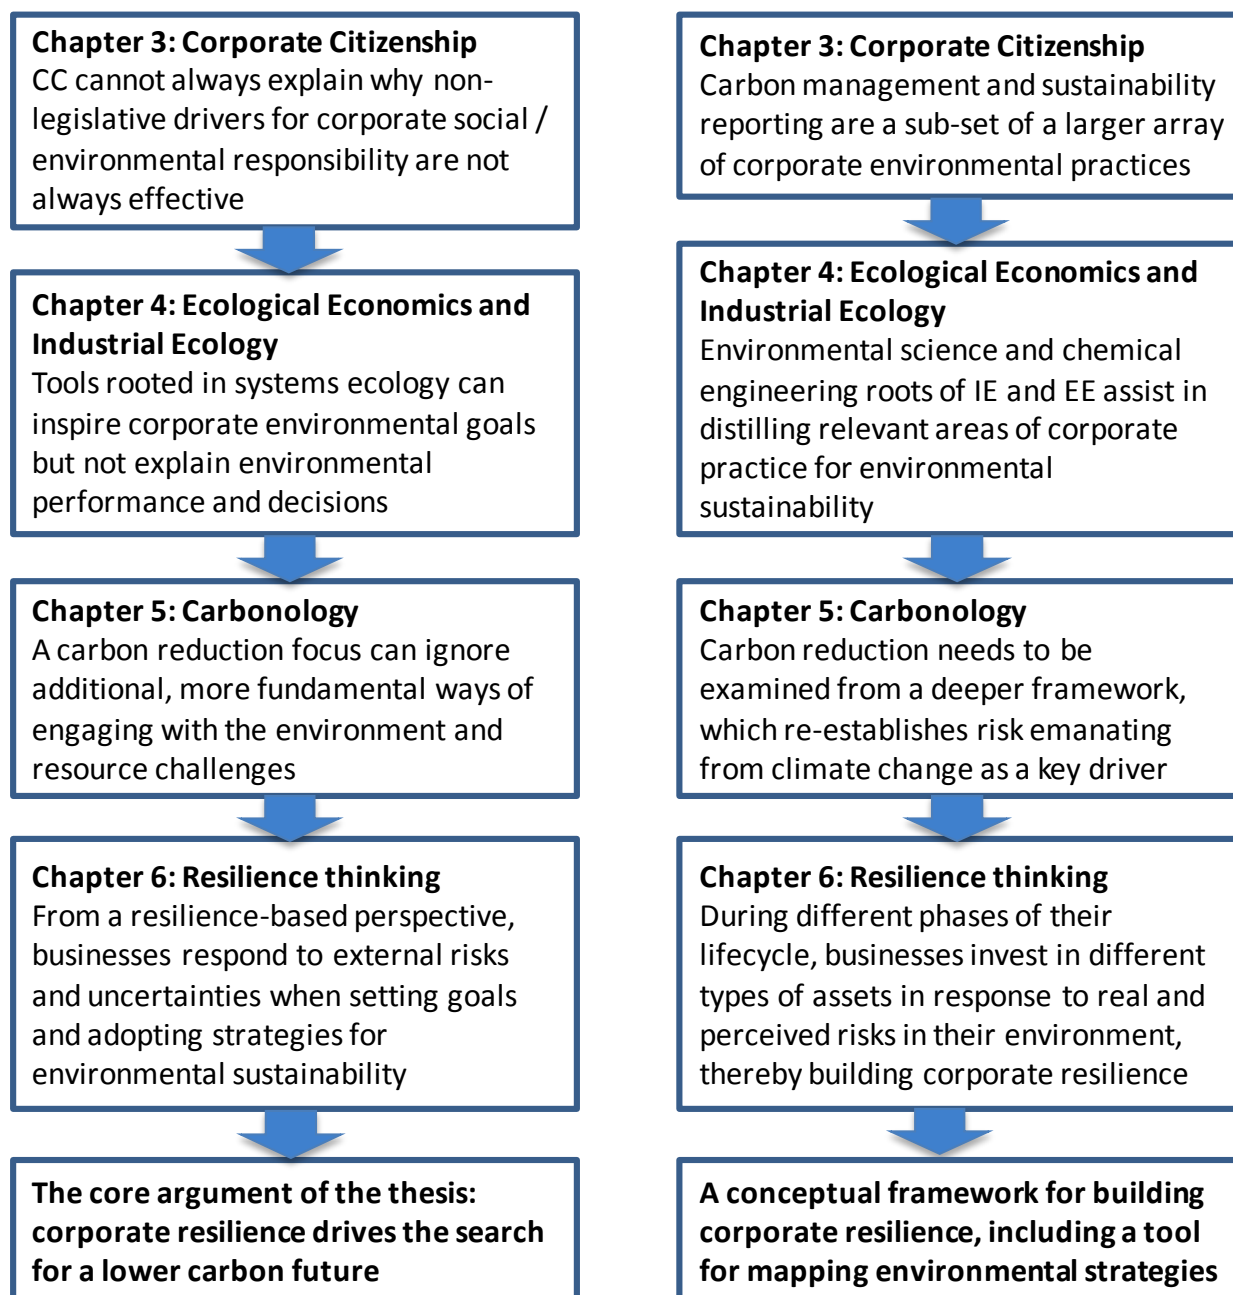 Chapter 3: Corporate Citizenship
CC cannot always explain why non-
legislative drivers for corporate social /
environmental responsibility are not
always effective
Chapter 4: Ecological Economics and
Industrial Ecology
Tools rooted in systems ecology can
inspire corporate environmental goals
but not explain environmental
performance and decisions
Chapter 5: Carbonology
A carbon reduction focus can ignore
additional, more fundamental ways of
engaging with the environment and
resource challenges
Chapter 6: Resilience thinking
From a resilience-based perspective,
businesses respond to external risks
and uncertainties when setting goals
and adopting strategies for
environmental sustainability
The core argument of the thesis:
corporate resilience drives the search
for a lower carbon future
Chapter 3: Corporate Citizenship
Carbon management and sustainability
reporting are a sub-set of a larger array
of corporate environmental practices
Chapter 4: Ecological Economics and
Industrial Ecology
Environmental science and chemical
engineering roots of IE and EE assist in
distilling relevant areas of corporate
practice for environmental
sustainability
Chapter 5: Carbonology
Carbon reduction needs to be
examined from a deeper framework,
which re-establishes risk emanating
from climate change as a key driver
Chapter 6: Resilience thinking
During different phases of their
lifecycle, businesses invest in different
types of assets in response to real and
perceived risks in their environment,
thereby building corporate resilience
A conceptual framework for building
corporate resilience, including a tool
for mapping environmental strategies